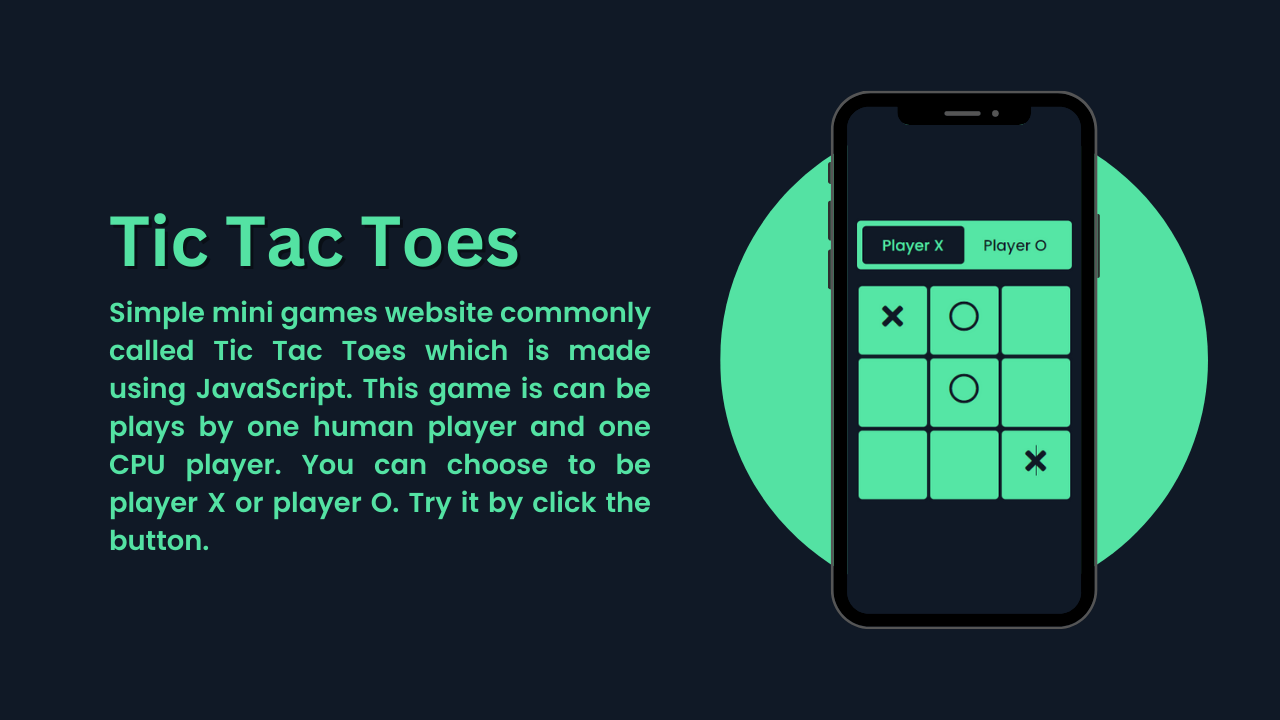 Tic Tac Toes
Simple mini games website commonly
called Tic Tac Toes which is made
using JavaScript. This game is can be
plays by one human player and one
CPU player. You can choose to be
player X or player O. Try it by click the
button.
Player X Player O